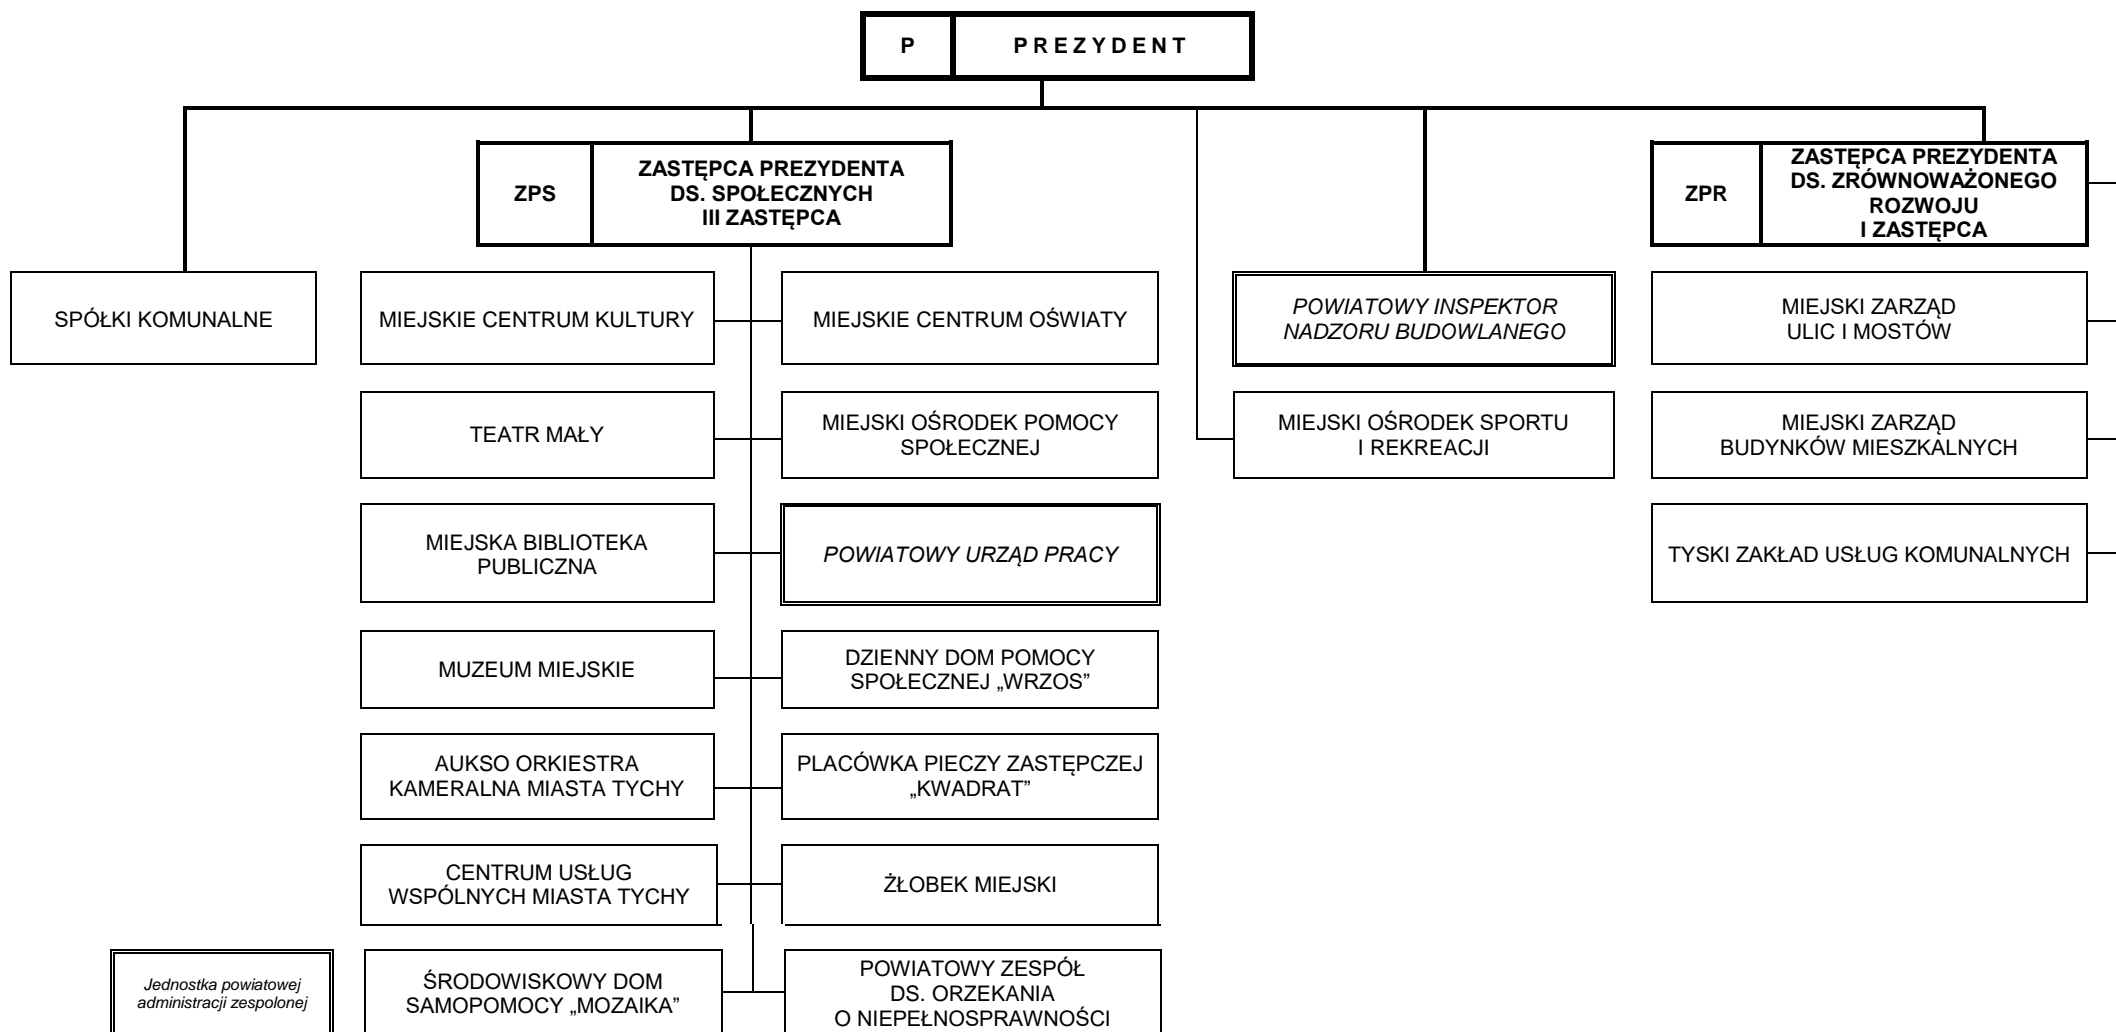 P
PREZYDENT
ZPS
ZASTĘPCA PREZYDENTA
DS. SPOŁECZNYCH
III ZASTĘPCA
ZPR
ZASTĘPCA PREZYDENTA
DS. ZRÓWNOWAŻONEGO
ROZWOJU
I ZASTĘPCA
SPÓŁKI KOMUNALNE
MIEJSKIE CENTRUM KULTURY
MIEJSKIE CENTRUM OŚWIATY
POWIATOWY INSPEKTOR
NADZORU BUDOWLANEGO
MIEJSKI ZARZĄD
ULIC I MOSTÓW
TEATR MAŁY
MIEJSKI OŚRODEK POMOCY
SPOŁECZNEJ
MIEJSKI OŚRODEK SPORTU
I REKREACJI
MIEJSKI ZARZĄD
BUDYNKÓW MIESZKALNYCH
MIEJSKA BIBLIOTEKA
PUBLICZNA
POWIATOWY URZĄD PRACY
TYSKI ZAKŁAD USŁUG KOMUNALNYCH
MUZEUM MIEJSKIE
DZIENNY DOM POMOCY
SPOŁECZNEJ „WRZOS”
AUKSO ORKIESTRA
KAMERALNA MIASTA TYCHY
PLACÓWKA PIECZY ZASTĘPCZEJ
„KWADRAT”
CENTRUM USŁUG
WSPÓLNYCH MIASTA TYCHY
ŻŁOBEK MIEJSKI
Jednostka powiatowej
administracji zespolonej
ŚRODOWISKOWY DOM
SAMOPOMOCY „MOZAIKA”
POWIATOWY ZESPÓŁ
DS. ORZEKANIA
O NIEPEŁNOSPRAWNOŚCI